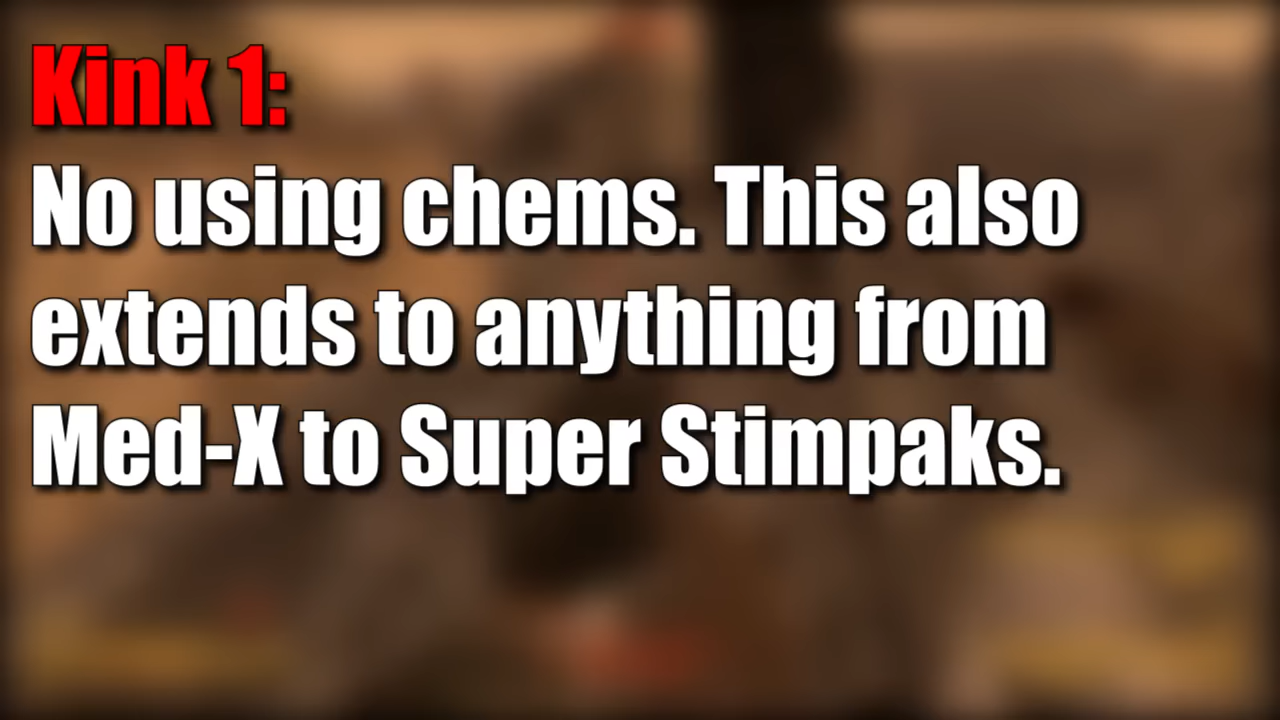 Kink 1:
No using chems. This also
extends to anything from
Med-X to Super Stimpaks.